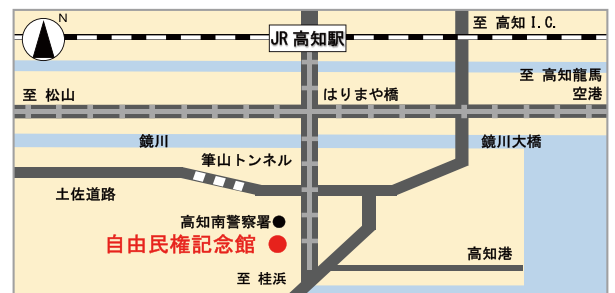 N
至 高知I.C.
JR 高知駅
至 高知龍馬
空港
至 松山
はりまや橋
鏡川
鏡川大橋
筆山トンネル
土佐道路
高知南警察署
自由民権記念館
高知港
至 桂浜